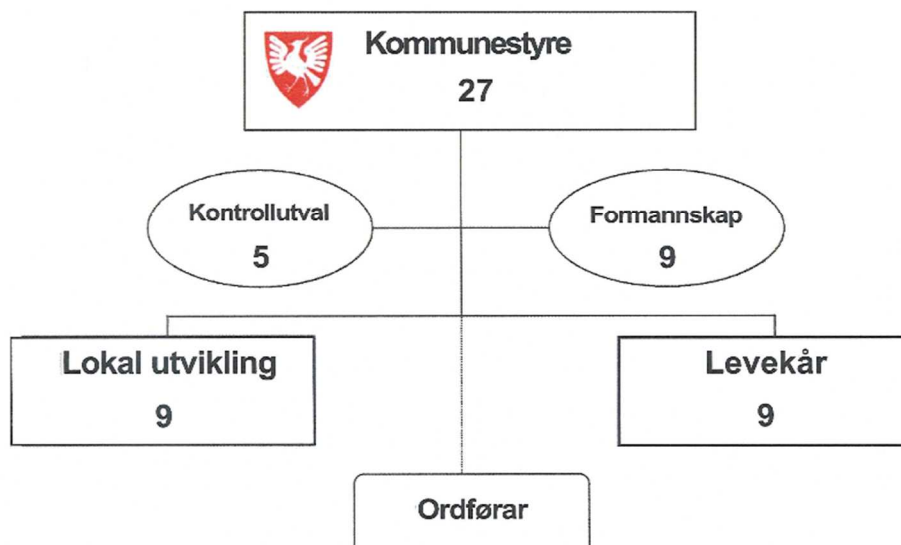 Kommunestyre
27
Kontrollutval
5
Formannskap
9
Lokal utvikling
9
Levekår
9
Ordførar